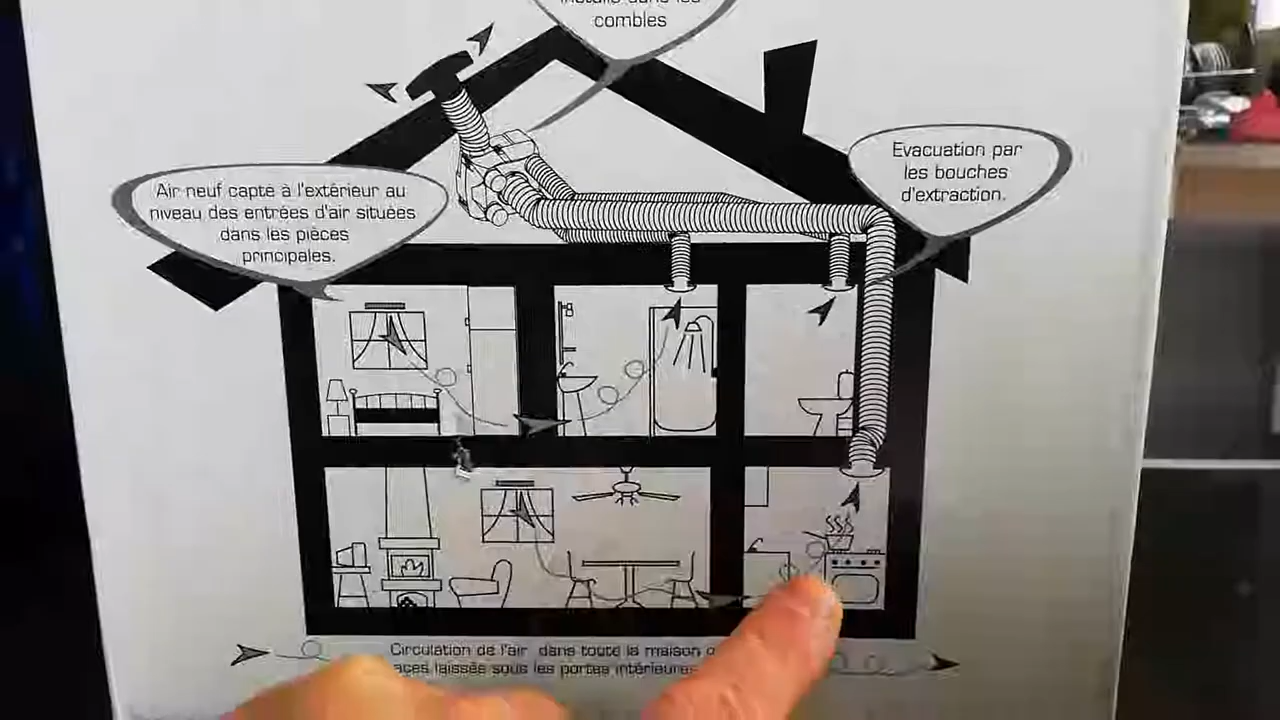 combles
Air neuf capté à l'extérieur au
niveau des entrées d'air situées
dans les pièces
principales.
Evacuation par
les bouches
d'extraction.
Circulation de l'air dans toute la maison
laissés sous les portes intérieures